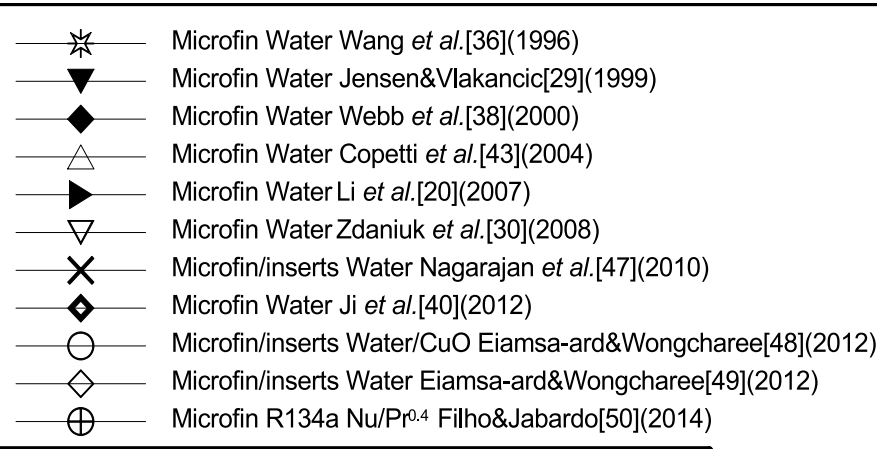 Microfin Water Wang et al.[36](1996)
Microfin Water Jensen&Vlakancic[29](1999)
Microfin Water Webb et al.[38](2000)
Microfin Water Copetti et al.[43](2004)
Microfin Water Li et al.[20](2007)
Microfin Water Zdaniuk et al.[30](2008)
Microfin/inserts Water Nagarajan et al.[47](2010)
Microfin Water Ji et al.[40](2012)
Microfin/inserts Water/CuO Eiamsa-ard&Wongcharee[48](2012)
Microfin/inserts Water Eiamsa-ard&Wongcharee[49](2012)
Microfin R134a Nu/Pr⁰·⁴ Filho&Jabardo[50](2014)